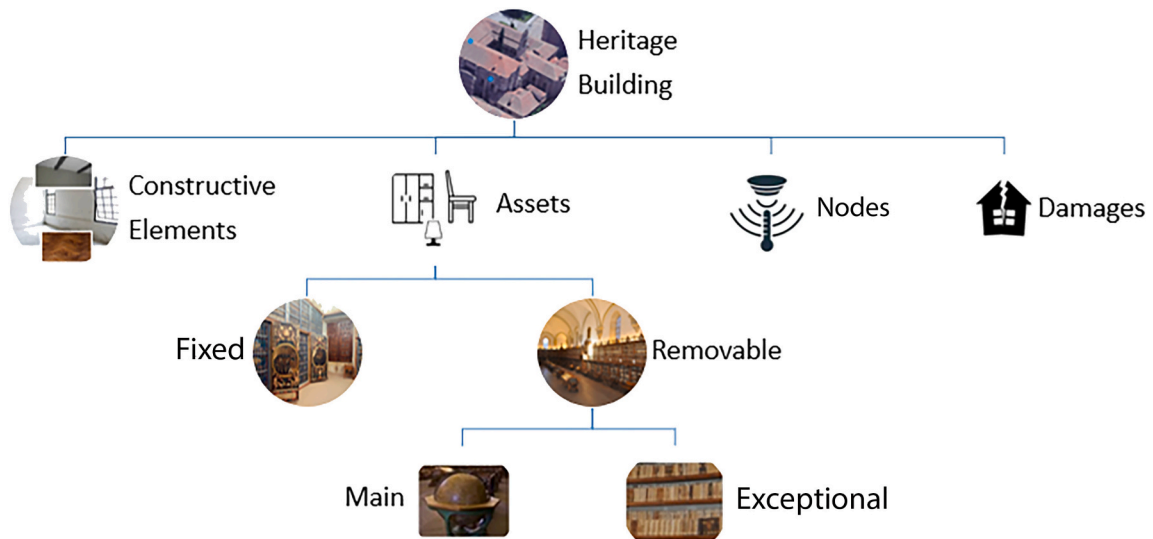 Heritage
Building
Constructive
Elements
Assets
Nodes
Damages
Fixed
Removable
Main
Exceptional